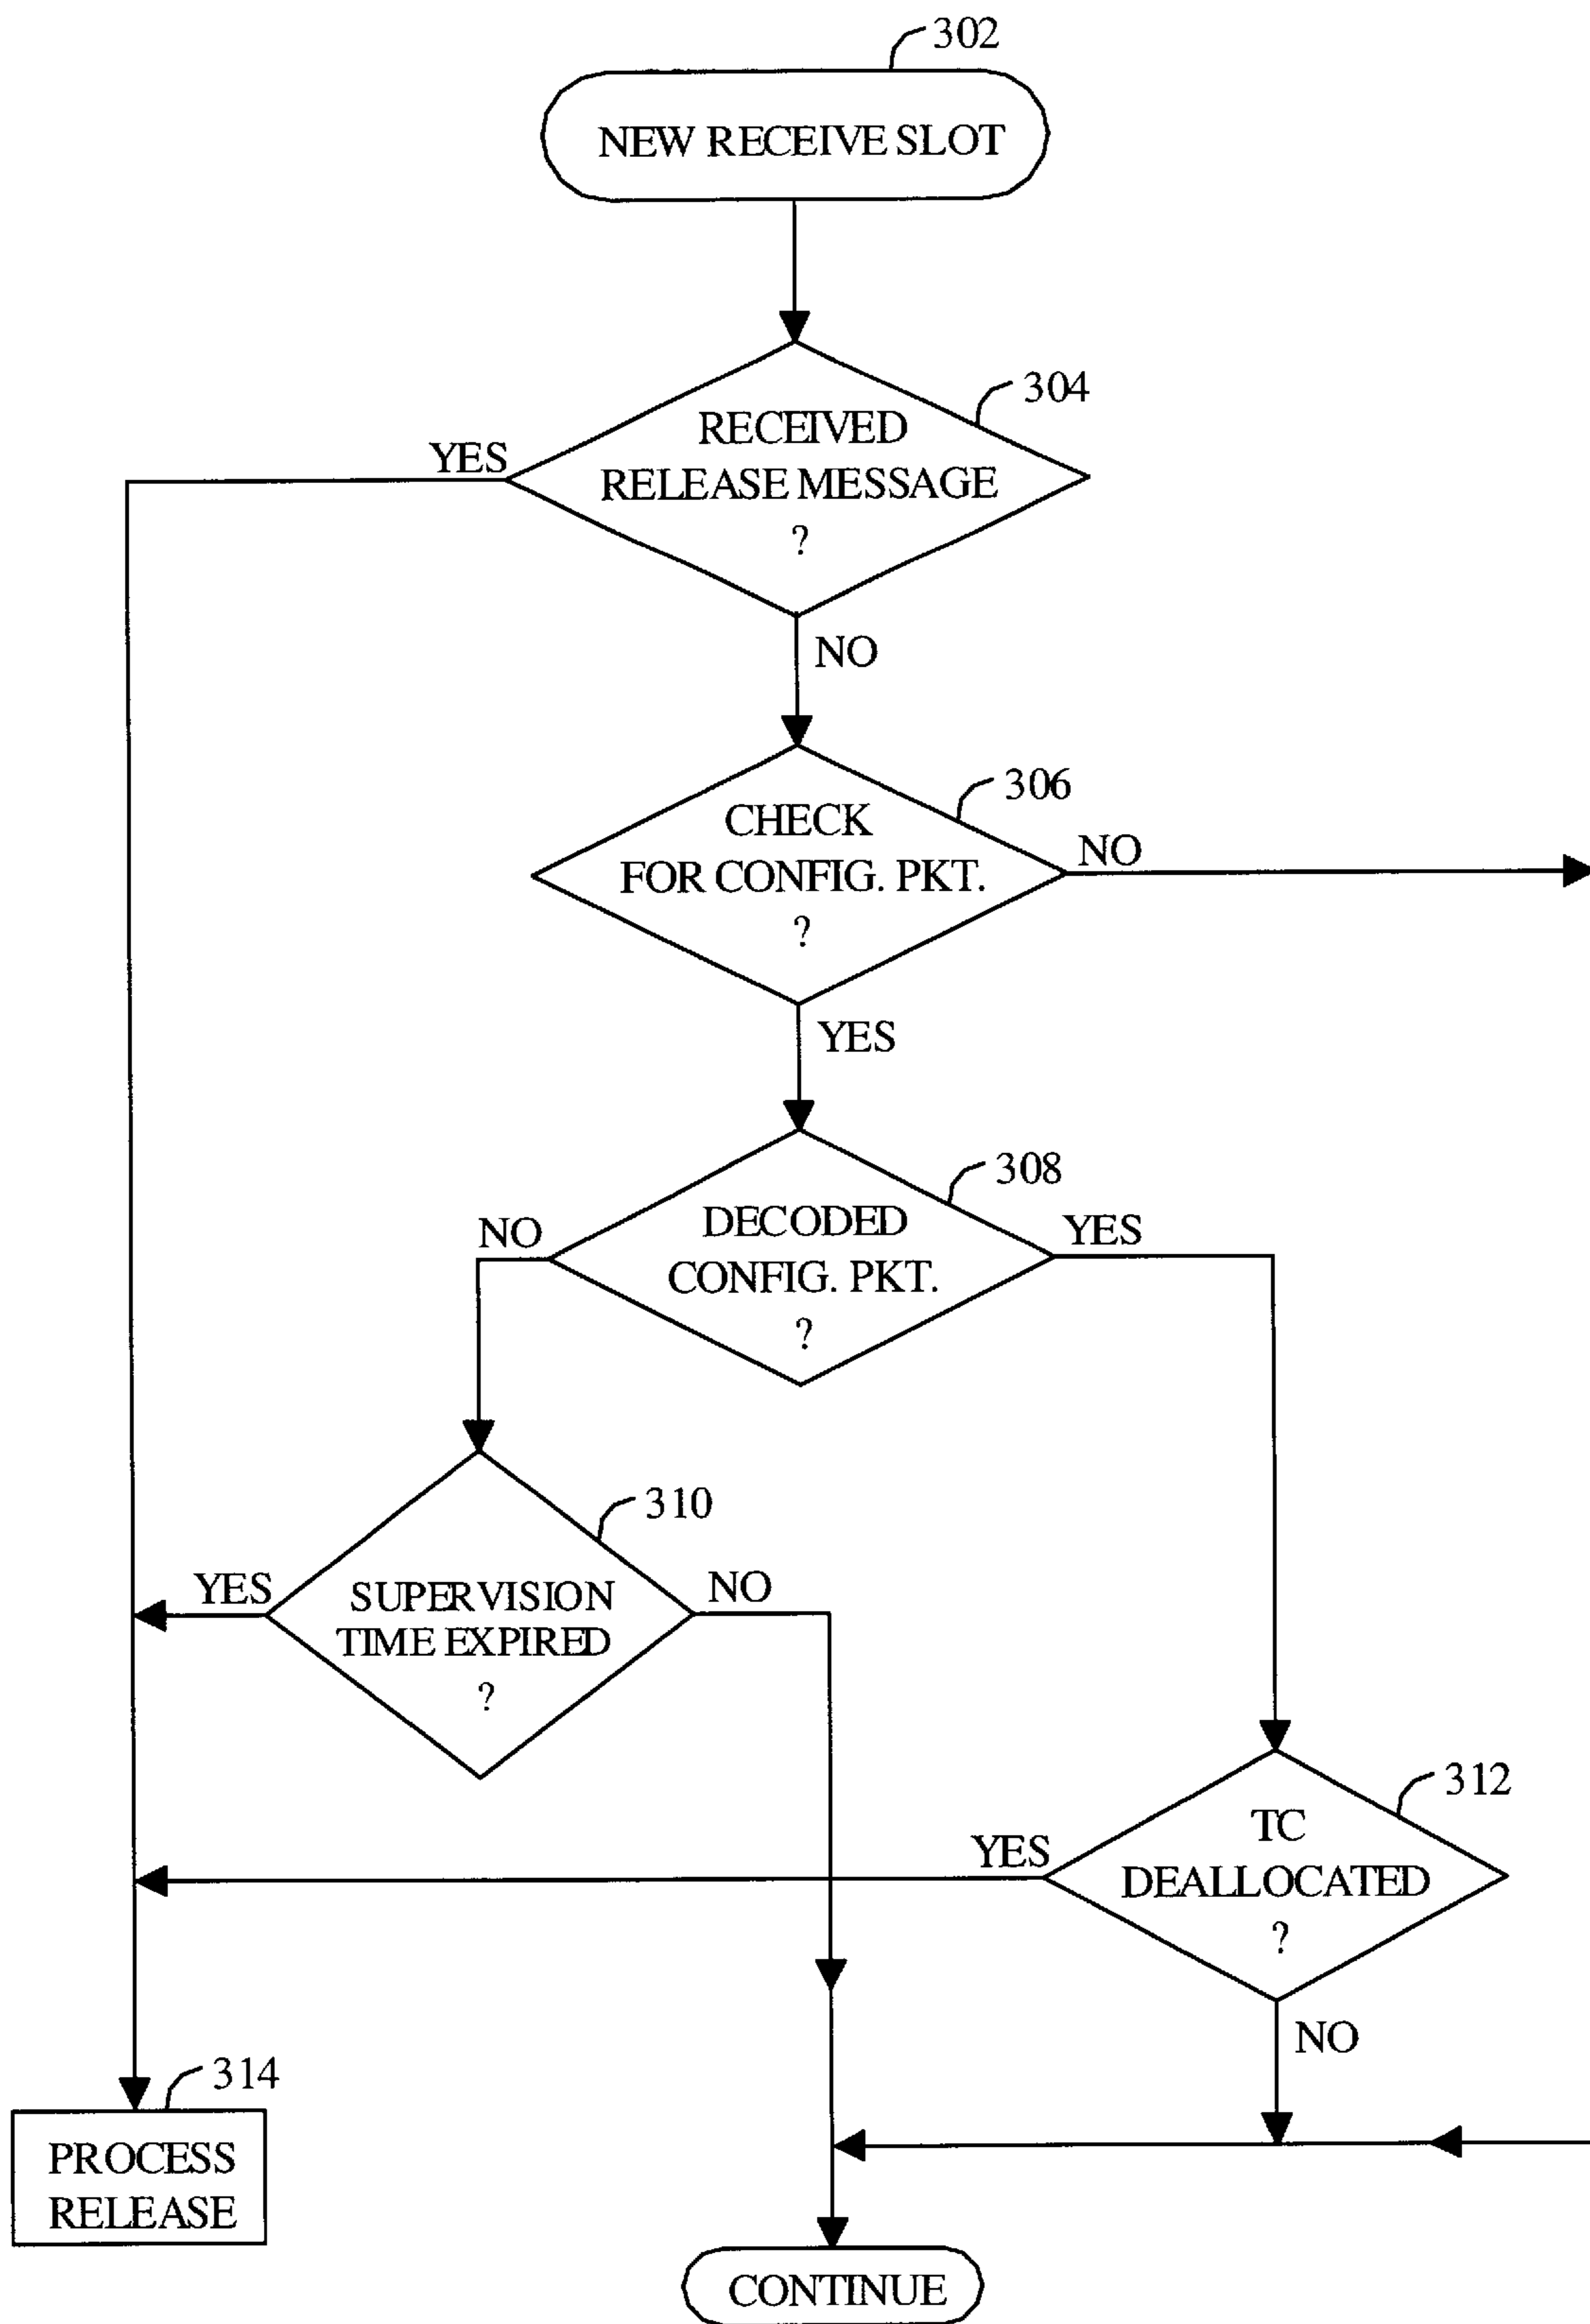 302
NEW RECEIVE SLOT
304
RECEIVED
RELEASE MESSAGE
?
YES
NO
306
CHECK
FOR CONFIG. PKT.
?
NO
YES
308
DECODED
CONFIG. PKT.
?
NO
YES
310
SUPERVISION
TIME EXPIRED
?
YES
NO
312
TC
DEALLOCATED
?
YES
NO
314
PROCESS
RELEASE
CONTINUE